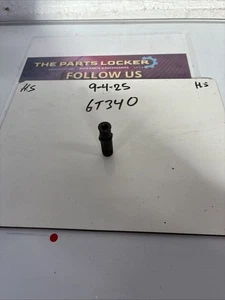 THE PARTS LOCKER
FOLLOW US
HS 9-4-25 HS
6T340